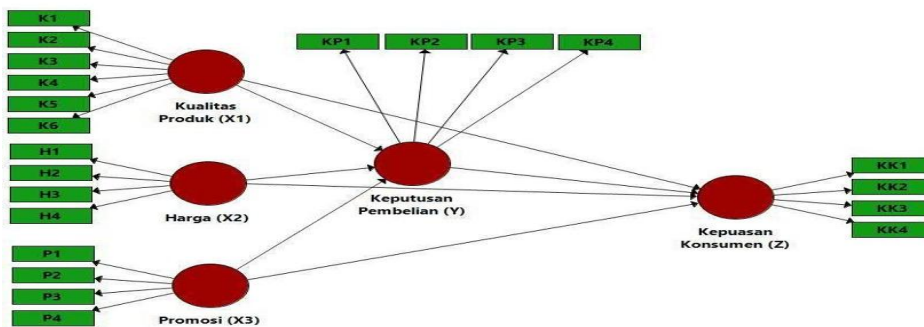 K1
K2
K3
K4
K5
K6
Kualitas
Produk (X1)
KP1
KP2
KP3
KP4
H1
H2
H3
H4
Harga (X2)
Keputusan
Pembelian (Y)
KK1
KK2
KK3
KK4
Kepuasan
Konsumen (Z)
P1
P2
P3
P4
Promosi (X3)